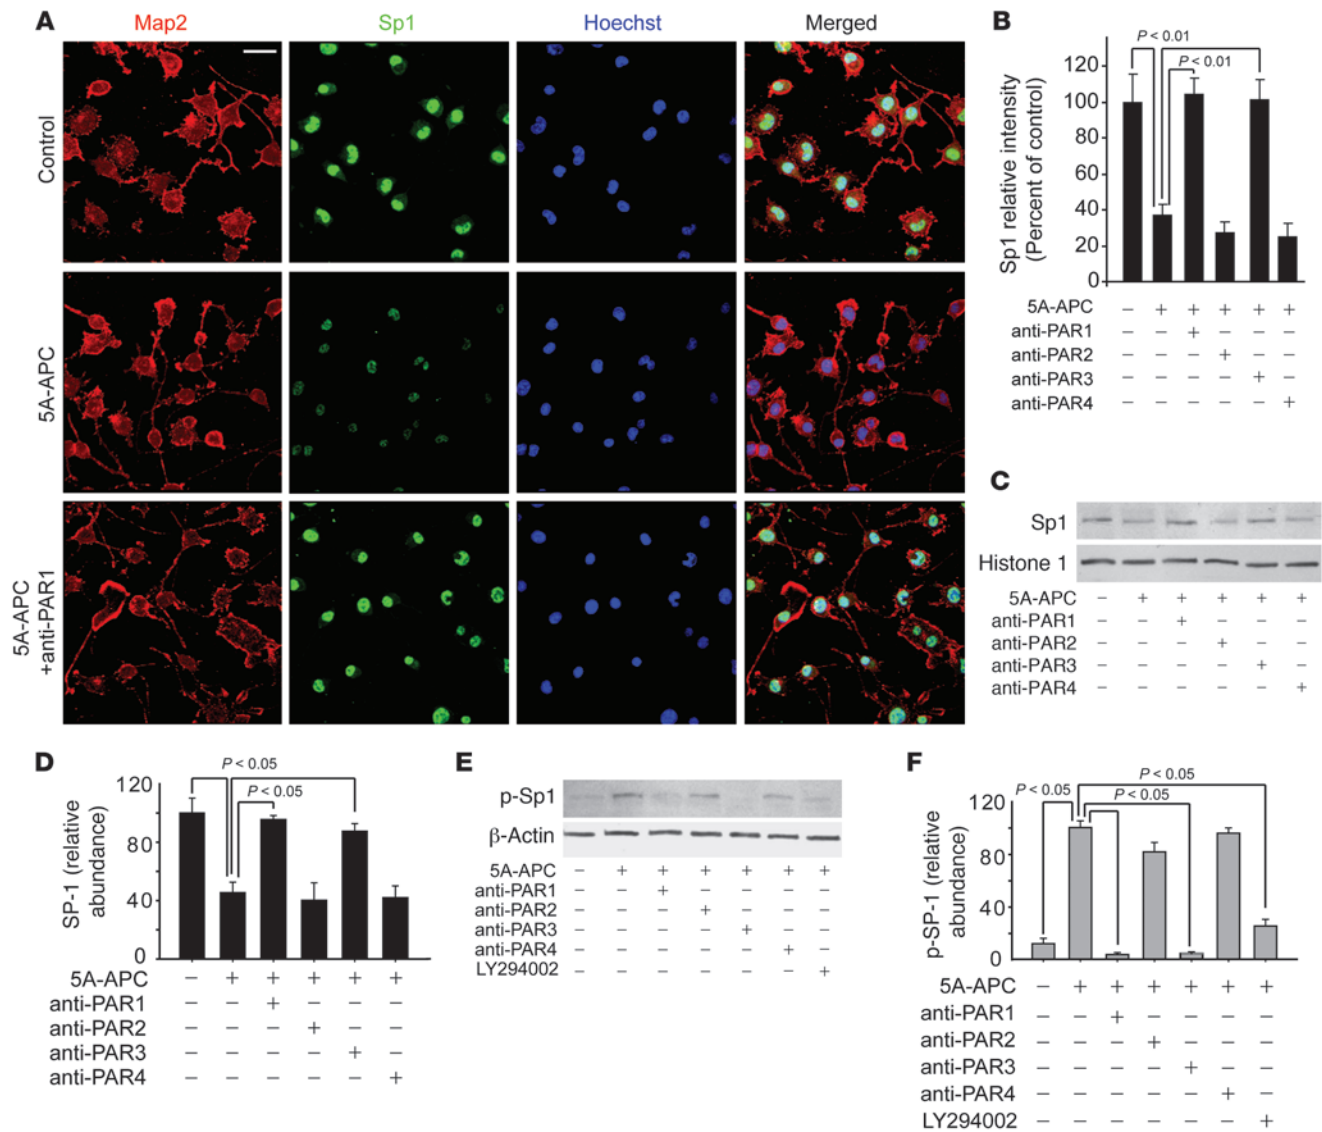 A
Map2 Sp1 Hoechst Merged
Control
5A-APC
5A-APC
+anti-PAR1
B
P < 0.01
P < 0.01
Sp1 relative intensity
(Percent of control)
120
100
80
60
40
20
0
5A-APC − + + + + +
anti-PAR1 − − + − − −
anti-PAR2 − − − + − −
anti-PAR3 − − − − + −
anti-PAR4 − − − − − +
C
Sp1
Histone 1
5A-APC − + + + + +
anti-PAR1 − − + − − −
anti-PAR2 − − − + − −
anti-PAR3 − − − − + −
anti-PAR4 − − − − − +
D
P < 0.05
P < 0.05
SP-1 (relative
abundance)
120
80
40
0
5A-APC − + + + + +
anti-PAR1 − − + − − −
anti-PAR2 − − − + − −
anti-PAR3 − − − − + −
anti-PAR4 − − − − − +
E
p-Sp1
β-Actin
5A-APC − + + + + + +
anti-PAR1 − − + − − − −
anti-PAR2 − − − + − − −
anti-PAR3 − − − − + − −
anti-PAR4 − − − − − + −
LY294002 − − − − − − +
F
P < 0.05
P < 0.05
P < 0.05
p-SP-1 (relative
abundance)
120
80
40
0
5A-APC − + + + + + +
anti-PAR1 − − + − − − −
anti-PAR2 − − − + − − −
anti-PAR3 − − − − + − −
anti-PAR4 − − − − − + −
LY294002 − − − − − − +